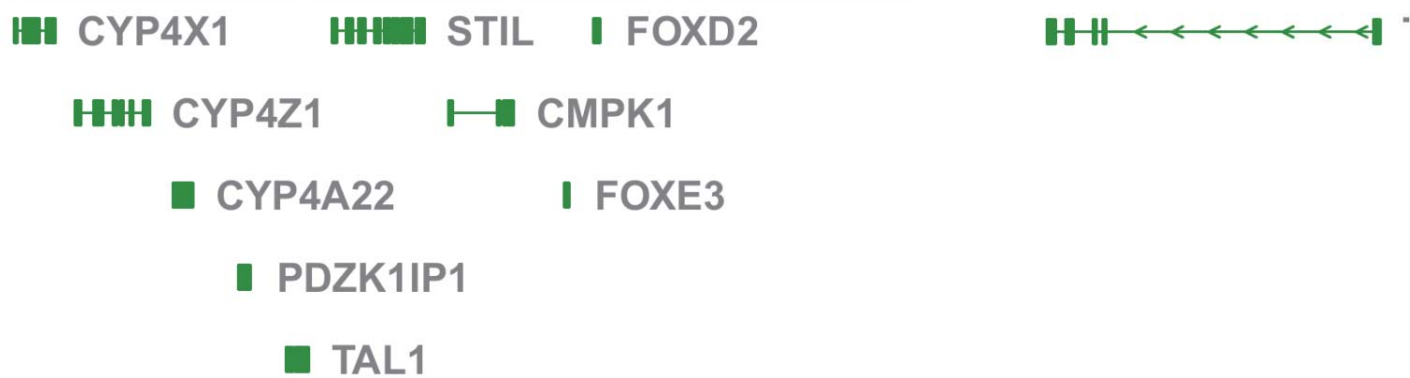 CYP4X1 STIL FOXD2
CYP4Z1 CMPK1
CYP4A22 FOXE3
PDZK1IP1
TAL1